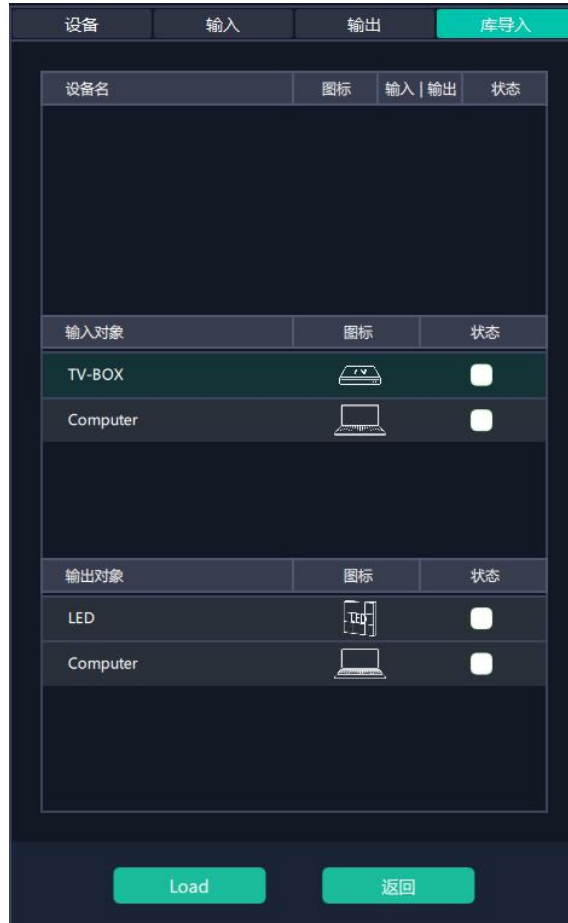 设备 输入 输出 库导入
设备名 图标 输入 | 输出 状态
输入对象 图标 状态
TV-BOX
Computer
输出对象 图标 状态
LED LED
Computer
Load 返回